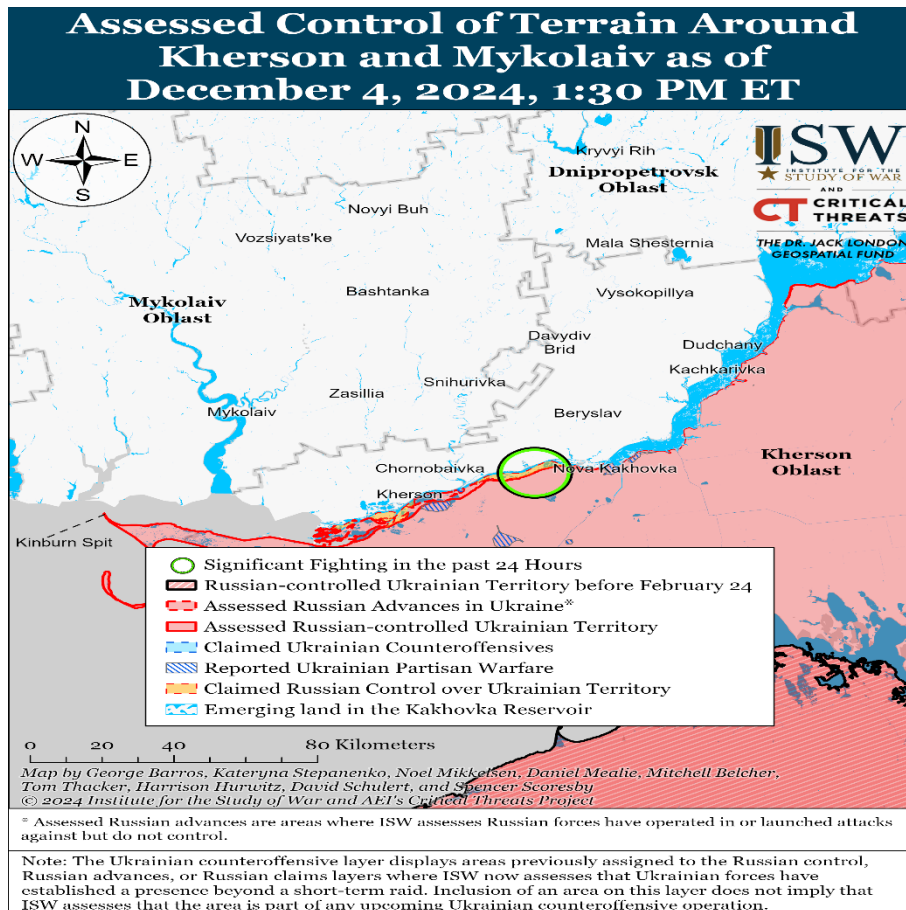 Assessed Control of Terrain Around
Kherson and Mykolaiv as of
December 4, 2024, 1:30 PM ET
N
W E
S
ISW
INSTITUTE FOR THE
STUDY OF WAR
AND
CT CRITICAL
THREATS
THE DR. JACK LONDON
GEOSPATIAL FUND
Kryvyi Rih
Dnipropetrovsk
Oblast
Novyi Buh
Vozsiyats'ke
Mala Shesternia
Bashtanka
Vysokopillya
Mykolaiv
Oblast
Davydiv
Brid
Dudchany
Kachkarivka
Snihurivka
Zasillia
Mykolaiv
Beryslav
Chornobaivka
Nova Kakhovka
Kherson
Oblast
Kherson
Kinburn Spit
Significant Fighting in the past 24 Hours
Russian-controlled Ukrainian Territory before February 24
Assessed Russian Advances in Ukraine*
Assessed Russian-controlled Ukrainian Territory
Claimed Ukrainian Counteroffensives
Reported Ukrainian Partisan Warfare
Claimed Russian Control over Ukrainian Territory
Emerging land in the Kakhovka Reservoir
0 20 40 80 Kilometers
Map by George Barros, Kateryna Stepanenko, Noel Mikkelsen, Daniel Mealie, Mitchell Belcher,
Tom Thacker, Harrison Hurwitz, David Schulert, and Spencer Scoresby
© 2024 Institute for the Study of War and AEI's Critical Threats Project
* Assessed Russian advances are areas where ISW assesses Russian forces have operated in or launched attacks
against but do not control.
Note: The Ukrainian counteroffensive layer displays areas previously assigned to the Russian control,
Russian advances, or Russian claims layers where ISW now assesses that Ukrainian forces have
established a presence beyond a short-term raid. Inclusion of an area on this layer does not imply that
ISW assesses that the area is part of any upcoming Ukrainian counteroffensive operation.